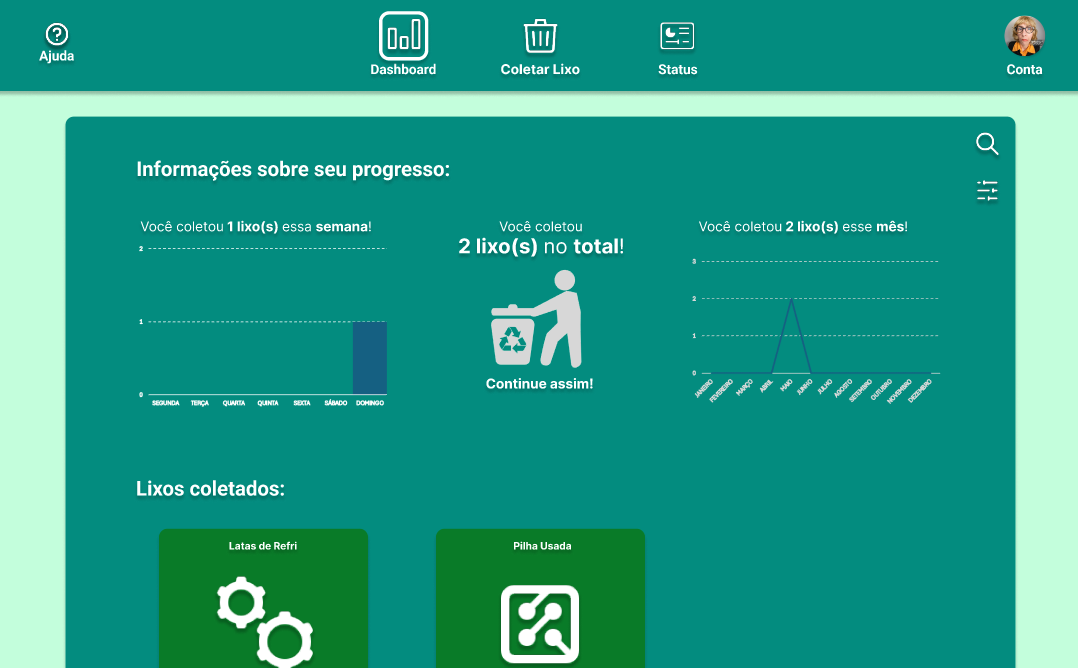 Ajuda
Dashboard
Coletar Lixo
Status
Conta
Informações sobre seu progresso:
Você coletou 1 lixo(s) essa semana!
2
1
0
SEGUNDA TERÇA QUARTA QUINTA SEXTA SÁBADO DOMINGO
Você coletou
2 lixo(s) no total!
Continue assim!
Você coletou 2 lixo(s) esse mês!
3
2
1
0
JANEIRO FEVEREIRO MARÇO ABRIL MAIO JUNHO JULHO AGOSTO SETEMBRO OUTUBRO NOVEMBRO DEZEMBRO
Lixos coletados:
Latas de Refri
Pilha Usada